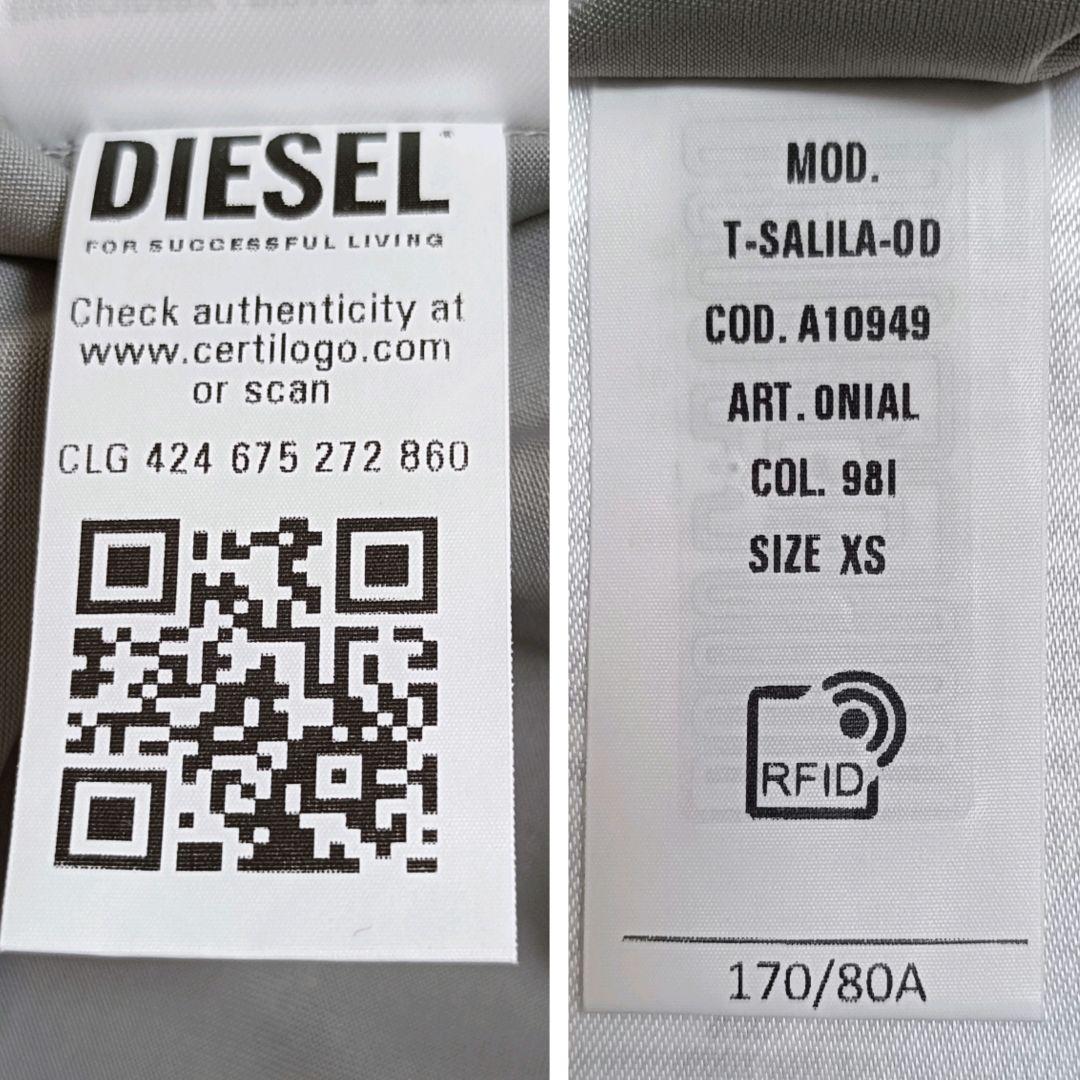 DIESEL®
FOR SUCCESSFUL LIVING
Check authenticity at
www.certilogo.com
or scan
CLG 424 675 272 860
MOD.
T-SALILA-OD
COD. A10949
ART. ONIAL
COL. 98I
SIZE XS
RFID
170/80A